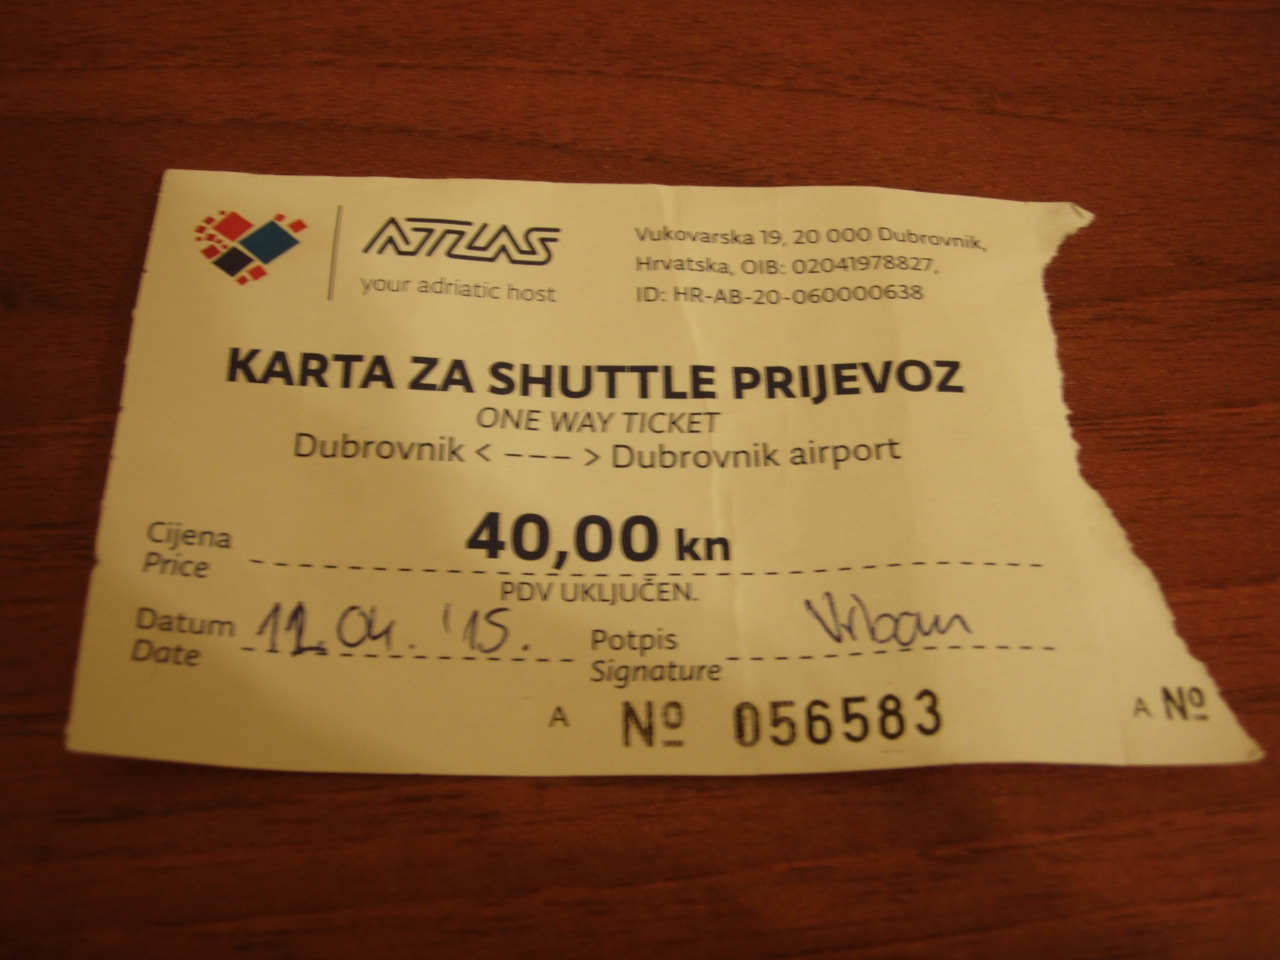 ATLAS
your adriatic host
Vukovarska 19, 20 000 Dubrovnik,
Hrvatska, OIB: 02041978827,
ID: HR-AB-20-060000638
KARTA ZA SHUTTLE PRIJEVOZ
ONE WAY TICKET
Dubrovnik < --- > Dubrovnik airport
Cijena
Price
40,00 kn
PDV UKLJUČEN.
Datum
Date
11.04. '15.
Potpis
Signature
Vrban
A Nº 056583
A Nº